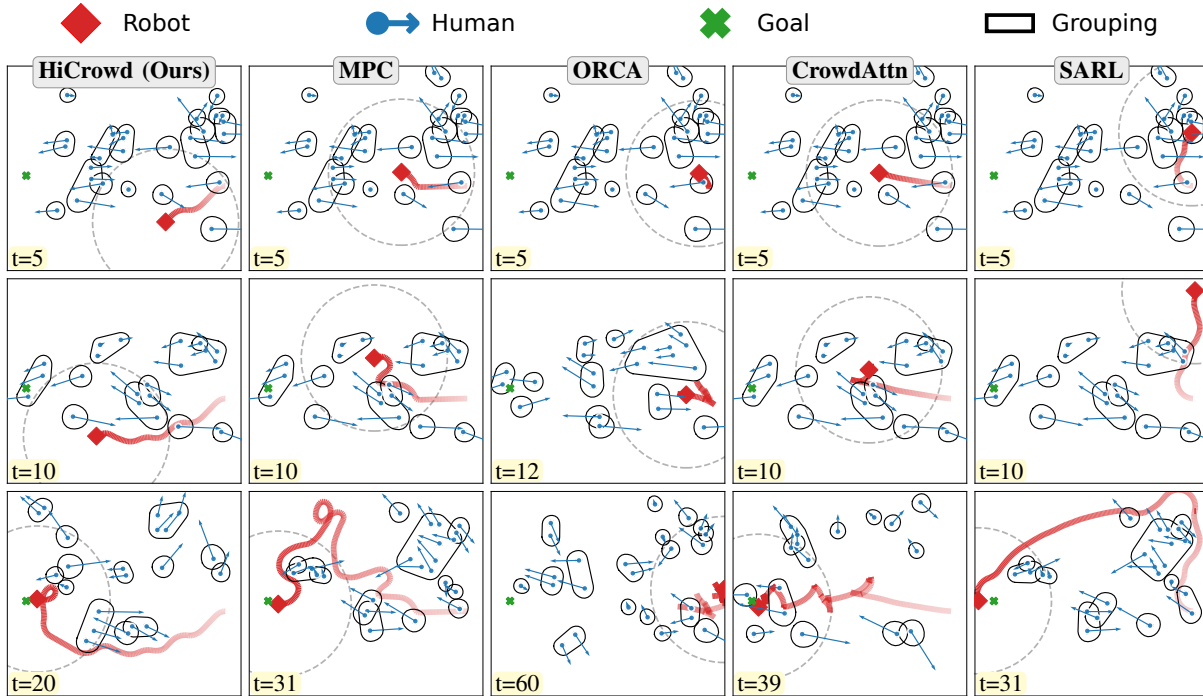 Robot Human Goal Grouping
HiCrowd (Ours) MPC ORCA CrowdAttn SARL
t=5 t=5 t=5 t=5 t=5
t=10 t=10 t=12 t=10 t=10
t=20 t=31 t=60 t=39 t=31